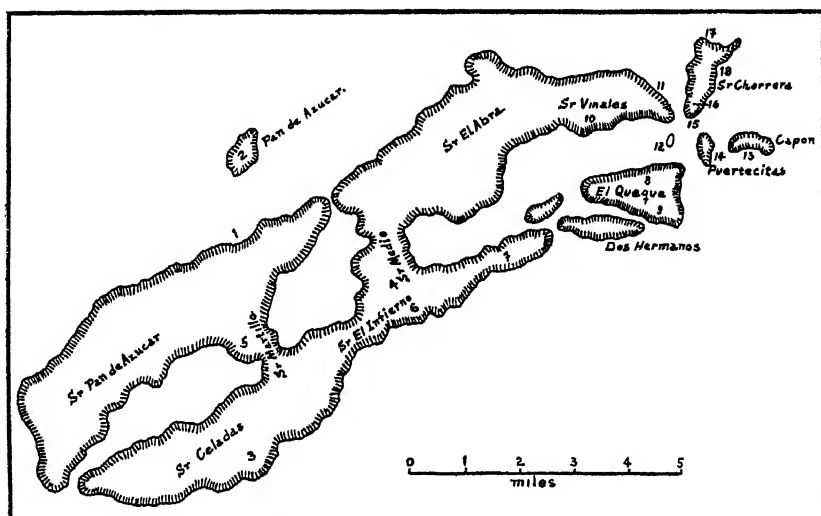 17
18
Sr Chorrera
16
15
11
Sr Vinales
10
Sr El Abra
Pan de Azucar.
2
12
14
Puertecitas
13
Capon
8
El Queque
7
9
Dos Hermanos
1
Sr Medio
4
7
6
Sr El Infierno
5
Sr Pan de Azucar
Sr Celadas
3
0 1 2 3 4 5
miles